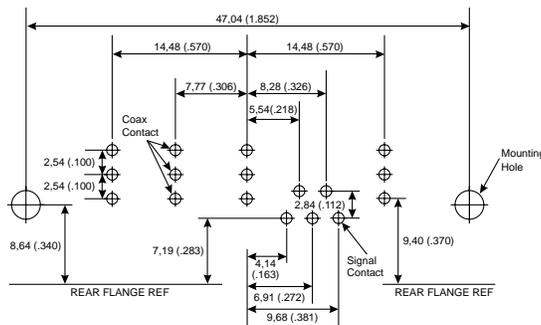 47,04 (1.852)
14,48 (.570)
14,48 (.570)
7,77 (.306)
8,28 (.326)
5,54(.218)
Coax
Contact
2,54 (.100)
2,54 (.100)
Mounting
Hole
2,84 (.112)
8,64 (.340)
7,19 (.283)
9,40 (.370)
4,14
(.163)
Signal
Contact
REAR FLANGE REF
6,91 (.272)
REAR FLANGE REF
9,68 (.381)